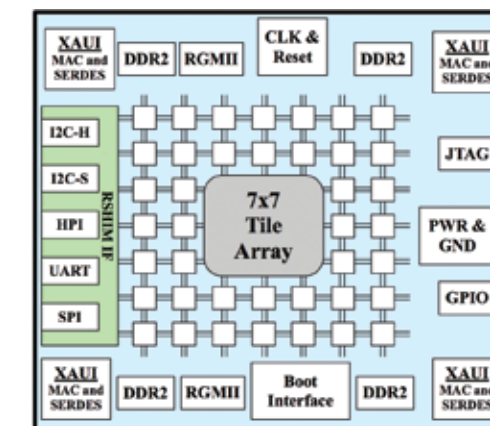 XAUI
MAC and
SERDES
DDR2
RGMII
CLK &
Reset
DDR2
XAUI
MAC and
SERDES
I2C-H
I2C-S
HPI
UART
SPI
RSHIM IF
7x7
Tile
Array
JTAG
PWR &
GND
GPIO
XAUI
MAC and
SERDES
DDR2
RGMII
Boot
Interface
DDR2
XAUI
MAC and
SERDES